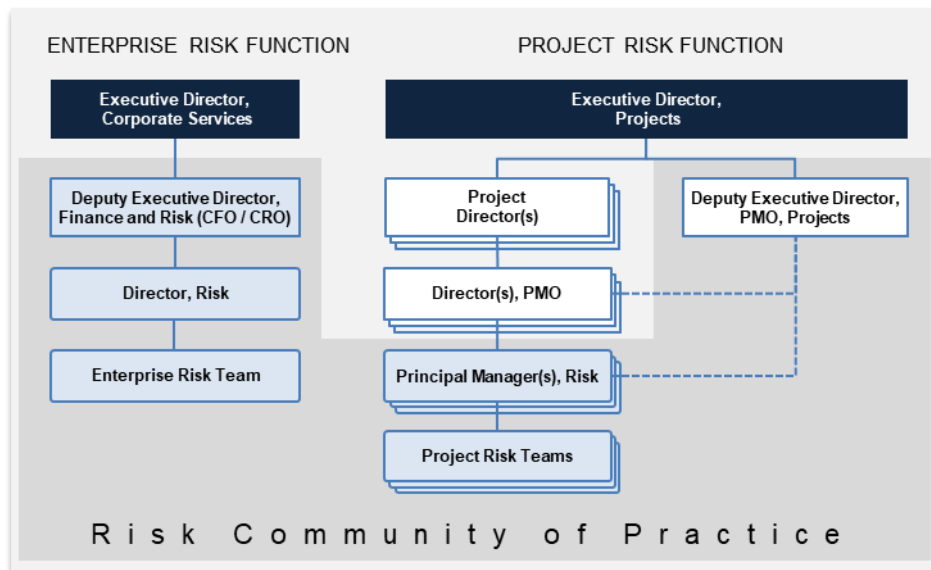 ENTERPRISE RISK FUNCTION
PROJECT RISK FUNCTION
Executive Director,
Corporate Services
Executive Director,
Projects
Deputy Executive Director,
Finance and Risk (CFO / CRO)
Project
Director(s)
Deputy Executive Director,
PMO, Projects
Director, Risk
Director(s), PMO
Enterprise Risk Team
Principal Manager(s), Risk
Project Risk Teams
Risk Community of Practice